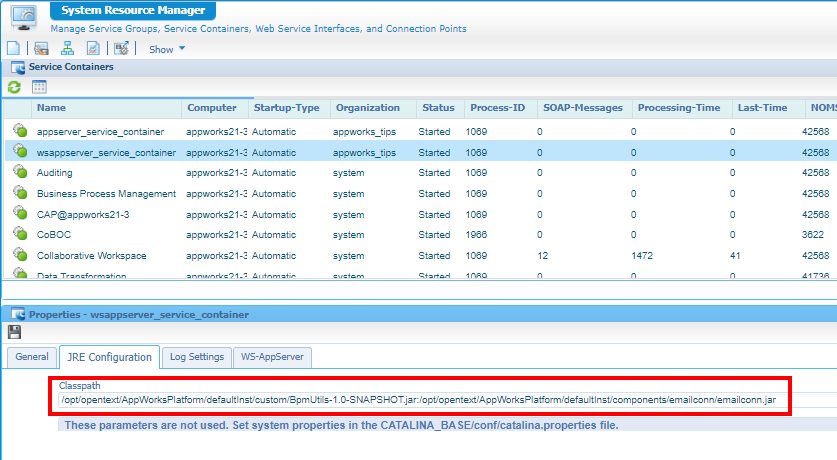 System Resource Manager
Manage Service Groups, Service Containers, Web Service Interfaces, and Connection Points
Show
Service Containers
Name Computer Startup-Type Organization Status Process-ID SOAP-Messages Processing-Time Last-Time NOMS
appserver_service_container appworks21-3 Automatic appworks_tips Started 1069 0 0 0 42568
wsappserver_service_container appworks21-3 Automatic appworks_tips Started 1069 0 0 0 42568
Auditing appworks21-3 Automatic system Started 1069 0 0 0 42568
Business Process Management appworks21-3 Automatic system Started 1069 0 0 0 42568
CAP@appworks21-3 appworks21-3 Automatic system Started 1069 0 0 0 42568
CoBOC appworks21-3 Automatic system Started 1966 0 0 0 3622
Collaborative Workspace appworks21-3 Automatic system Started 1069 12 1472 41 42568
Data Transformation appworks21-3 Automatic system Started 1069 0 0 0 41736
Properties - wsappserver_service_container
General JRE Configuration Log Settings WS-AppServer
Classpath
/opt/opentext/AppWorksPlatform/defaultInst/custom/BpmUtils-1.0-SNAPSHOT.jar:/opt/opentext/AppWorksPlatform/defaultInst/components/emailconn/emailconn.jar
These parameters are not used. Set system properties in the CATALINA_BASE/conf/catalina.properties file.